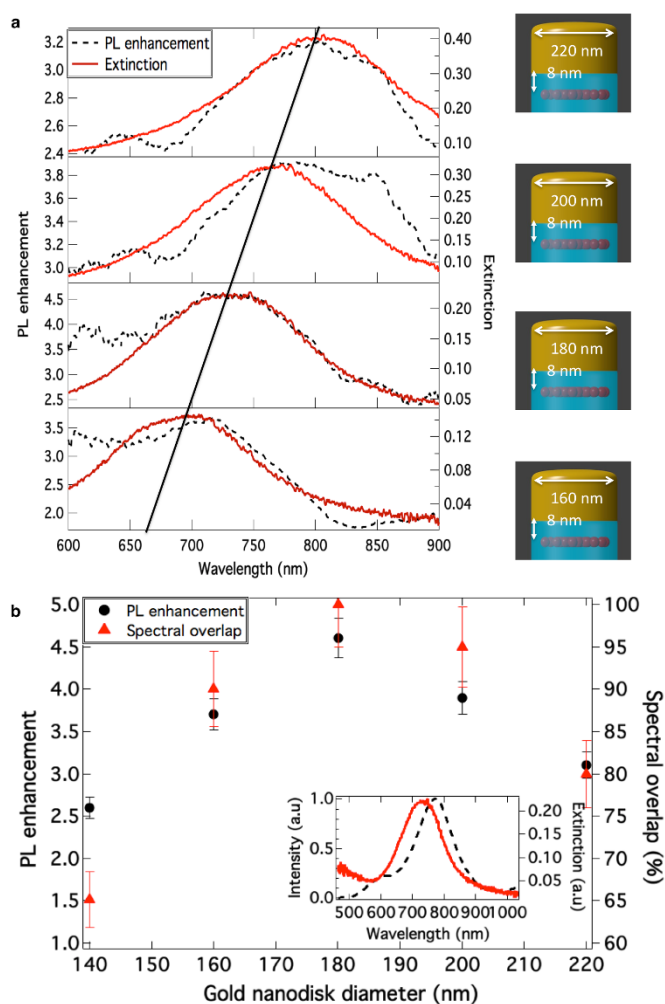 a
PL enhancement
Extinction
3.2
3.0
2.8
2.6
2.4
0.40
0.30
0.20
0.10
220 nm
8 nm
3.8
3.6
3.4
3.2
3.0
0.30
0.25
0.20
0.15
0.10
200 nm
8 nm
PL enhancement
Extinction
4.5
4.0
3.5
3.0
2.5
0.20
0.15
0.10
0.05
180 nm
8 nm
3.5
3.0
2.5
2.0
0.12
0.08
0.04
160 nm
8 nm
600 650 700 750 800 850 900
Wavelength (nm)
b
PL enhancement
Spectral overlap
5.0
4.5
4.0
3.5
3.0
2.5
2.0
1.5
1.0
PL enhancement
100
95
90
85
80
75
70
65
60
Spectral overlap (%)
1.0
0.5
0.0
Intensity (a.u)
0.20
0.15
0.10
0.05
Extinction (a.u)
500 600 700 800 900 1000
Wavelength (nm)
140 150 160 170 180 190 200 210 220
Gold nanodisk diameter (nm)